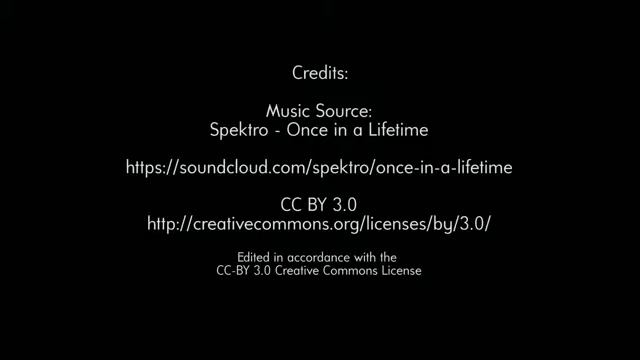 Credits:
Music Source:
Spektro - Once in a Lifetime
https://soundcloud.com/spektro/once-in-a-lifetime
CC BY 3.0
http://creativecommons.org/licenses/by/3.0/
Edited in accordance with the
CC-BY 3.0 Creative Commons License